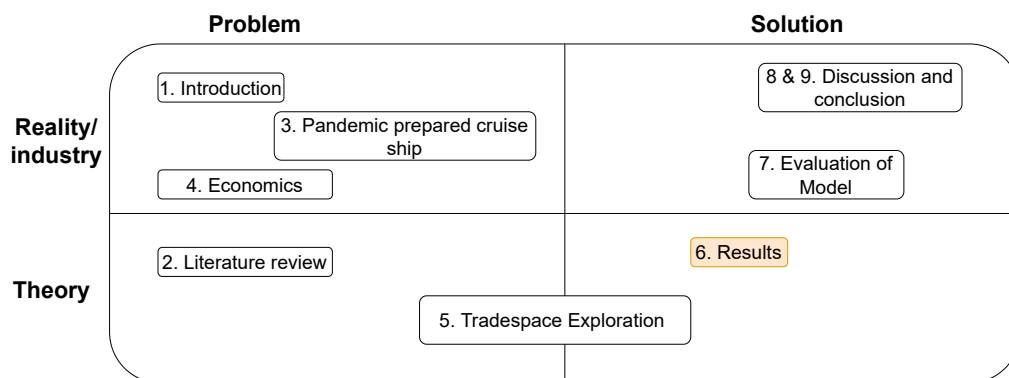 Problem
Solution
Reality/
industry
1. Introduction
3. Pandemic prepared cruise
ship
4. Economics
8 & 9. Discussion and
conclusion
7. Evaluation of
Model
Theory
2. Literature review
5. Tradespace Exploration
6. Results